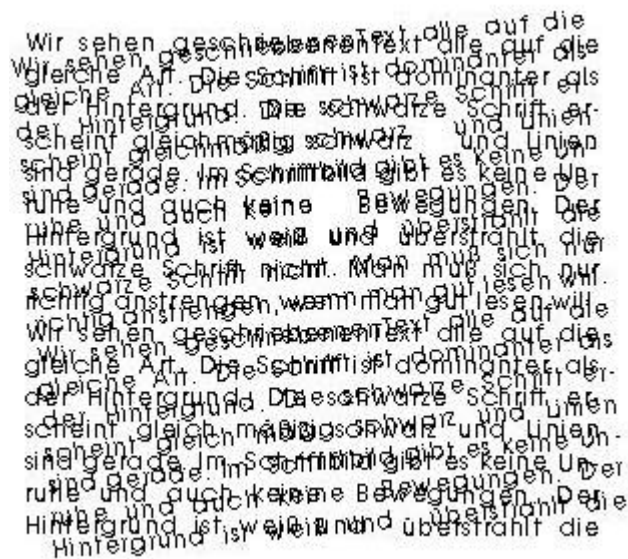 Wir sehen geschriebenen Text alle auf die
gleiche Art. Die Schrift ist dominanter als
der Hintergrund. Die schwarze Schrift er-
scheint gleichmäßig schwarz und Linien
sind gerade. Im Schriftbild gibt es keine Un-
ruhe und auch keine Bewegungen. Der
Hintergrund ist weiß und überstrahlt die
schwarze Schrift nicht. Man muß sich nur
richtig anstrengen, wenn man gut lesen will.
Wir sehen geschriebenen Text alle auf die
gleiche Art. Die Schrift ist dominanter als
der Hintergrund. Die schwarze Schrift er-
scheint gleich mäßig schwarz und Linien
sind gerade. Im Schriftbild gibt es keine Un-
ruhe und auch keine Bewegungen. Der
Hintergrund ist weiß und überstrahlt die